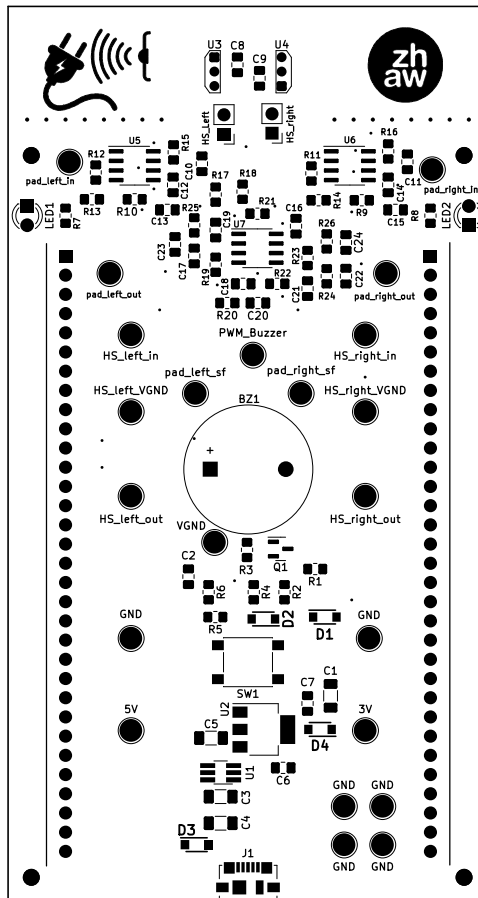 U3
C8
U4
zh
aw
C9
HS_Left
HS_right
U5
R15
U6
R16
R12
C10
R11
C11
pad_left_in
pad_right_in
R17
R18
C12
C14
LED1
R7
R13
R10
C13
R25
C19
R21
C16
R14
R9
C15
R8
LED2
U7
C23
C17
R19
R23
R26
C24
pad_left_out
C18
R22
C21
R24
C22
pad_right_out
R20
C20
HS_left_in
PWM_Buzzer
HS_right_in
pad_left_sf
pad_right_sf
HS_left_VGND
HS_right_VGND
BZ1
+
HS_left_out
HS_right_out
VGND
C2
R3
Q1
R1
R6
R4
R2
GND
R5
D2
D1
GND
SW1
C7
C1
5V
U2
3V
C5
D4
U1
C6
C3
GND
GND
C4
D3
J1
GND
GND